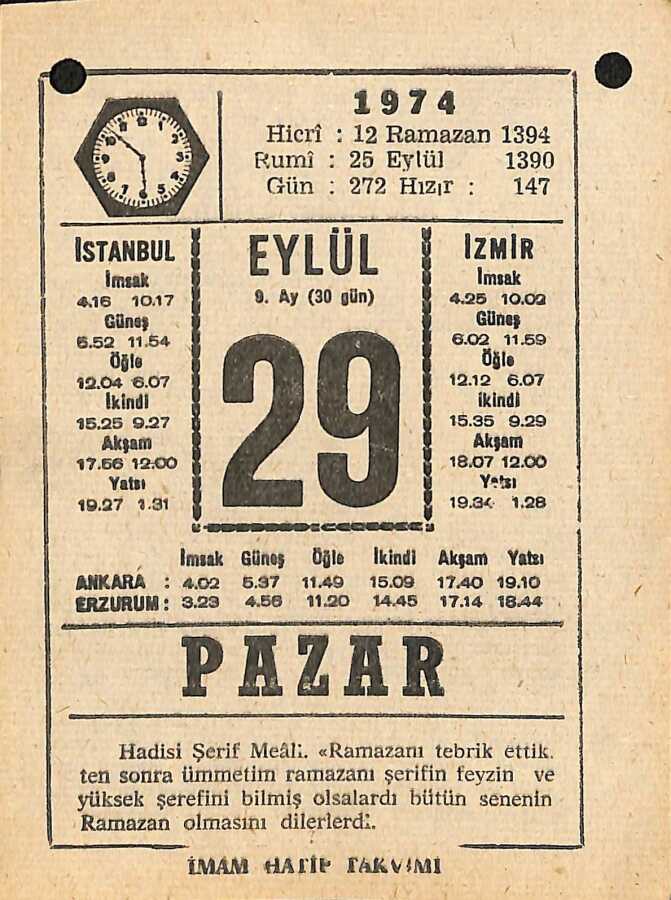 1974
Hicrî : 12 Ramazan 1394
Rumî : 25 Eylül 1390
Gün : 272 Hızır : 147
İSTANBUL
İmsak
4.16 10.17
Güneş
6.52 11.54
Öğle
12.04 6.07
İkindi
15.25 9.27
Akşam
17.56 12.00
Yatsı
19.27 1.31
EYLÜL
9. Ay (30 gün)
29
İZMİR
İmsak
4.25 10.02
Güneş
6.02 11.59
Öğle
12.12 6.07
İkindi
15.35 9.29
Akşam
18.07 12.00
Yatsı
19.34 1.28
İmsak Güneş Öğle İkindi Akşam Yatsı
ANKARA : 4.02 5.37 11.49 15.09 17.40 19.10
ERZURUM : 3.23 4.56 11.20 14.45 17.14 18.44
PAZAR
Hadisi Şerif Meâli. «Ramazanı tebrik ettik.
ten sonra ümmetim ramazanı şerifin feyzin ve
yüksek şerefini bilmiş olsalardı bütün senenin
Ramazan olmasını dilerlerdi.
İMAM HATİP TAKVİMİ